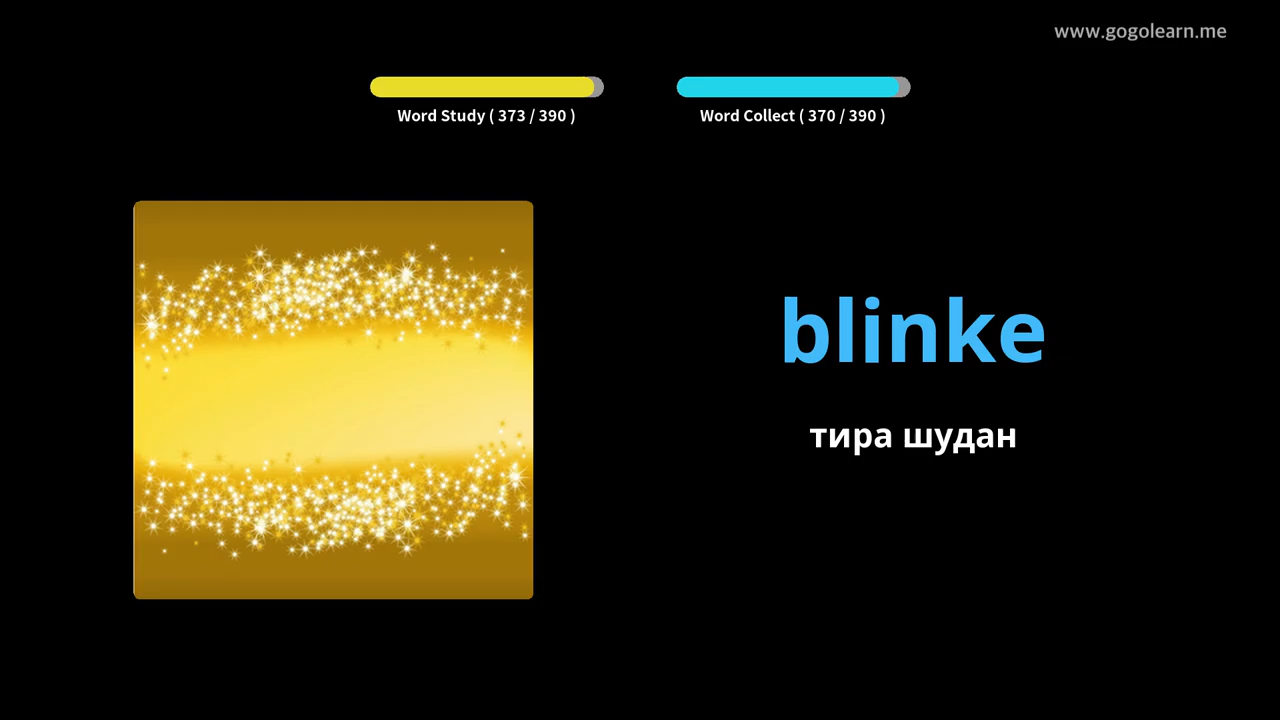 www.gogolearn.me
Word Study ( 373 / 390 )
Word Collect ( 370 / 390 )
blinke
тира шудан